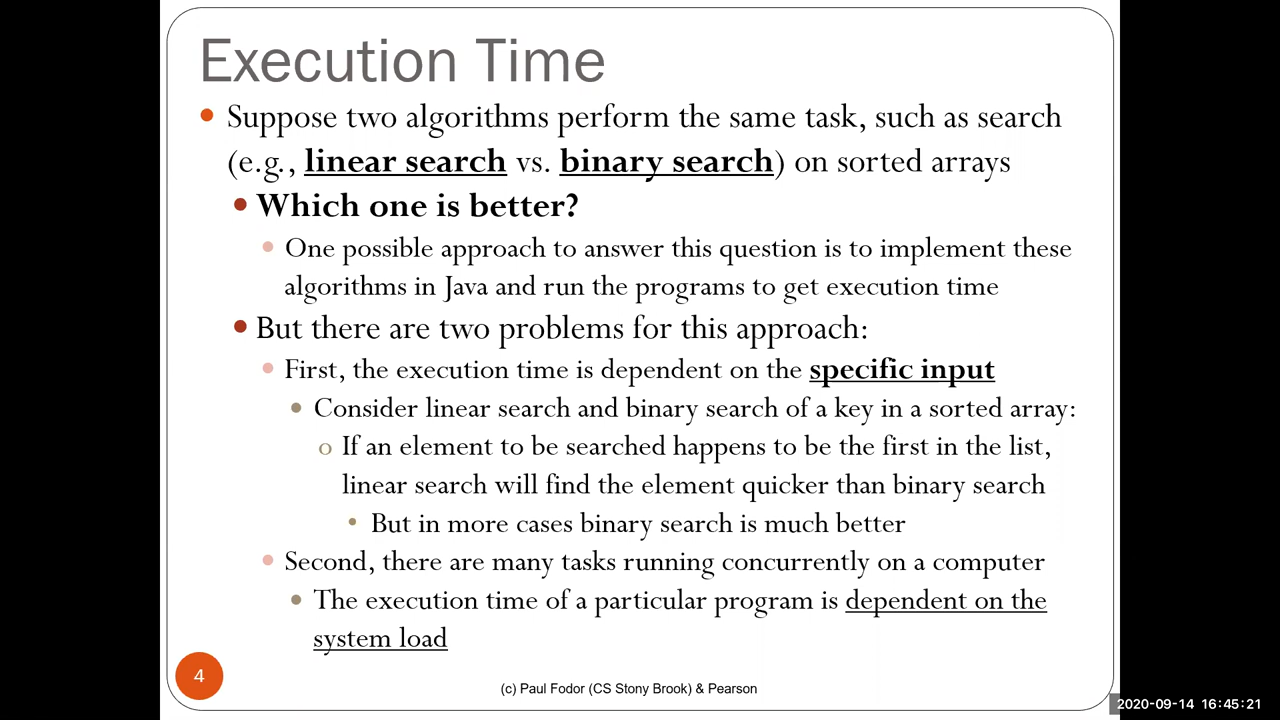 Execution Time
• Suppose two algorithms perform the same task, such as search
(e.g., linear search vs. binary search) on sorted arrays
• Which one is better?
• One possible approach to answer this question is to implement these
algorithms in Java and run the programs to get execution time
• But there are two problems for this approach:
• First, the execution time is dependent on the specific input
• Consider linear search and binary search of a key in a sorted array:
o If an element to be searched happens to be the first in the list,
linear search will find the element quicker than binary search
• But in more cases binary search is much better
• Second, there are many tasks running concurrently on a computer
• The execution time of a particular program is dependent on the
system load
4
(c) Paul Fodor (CS Stony Brook) & Pearson
2020-09-14 16:45:21